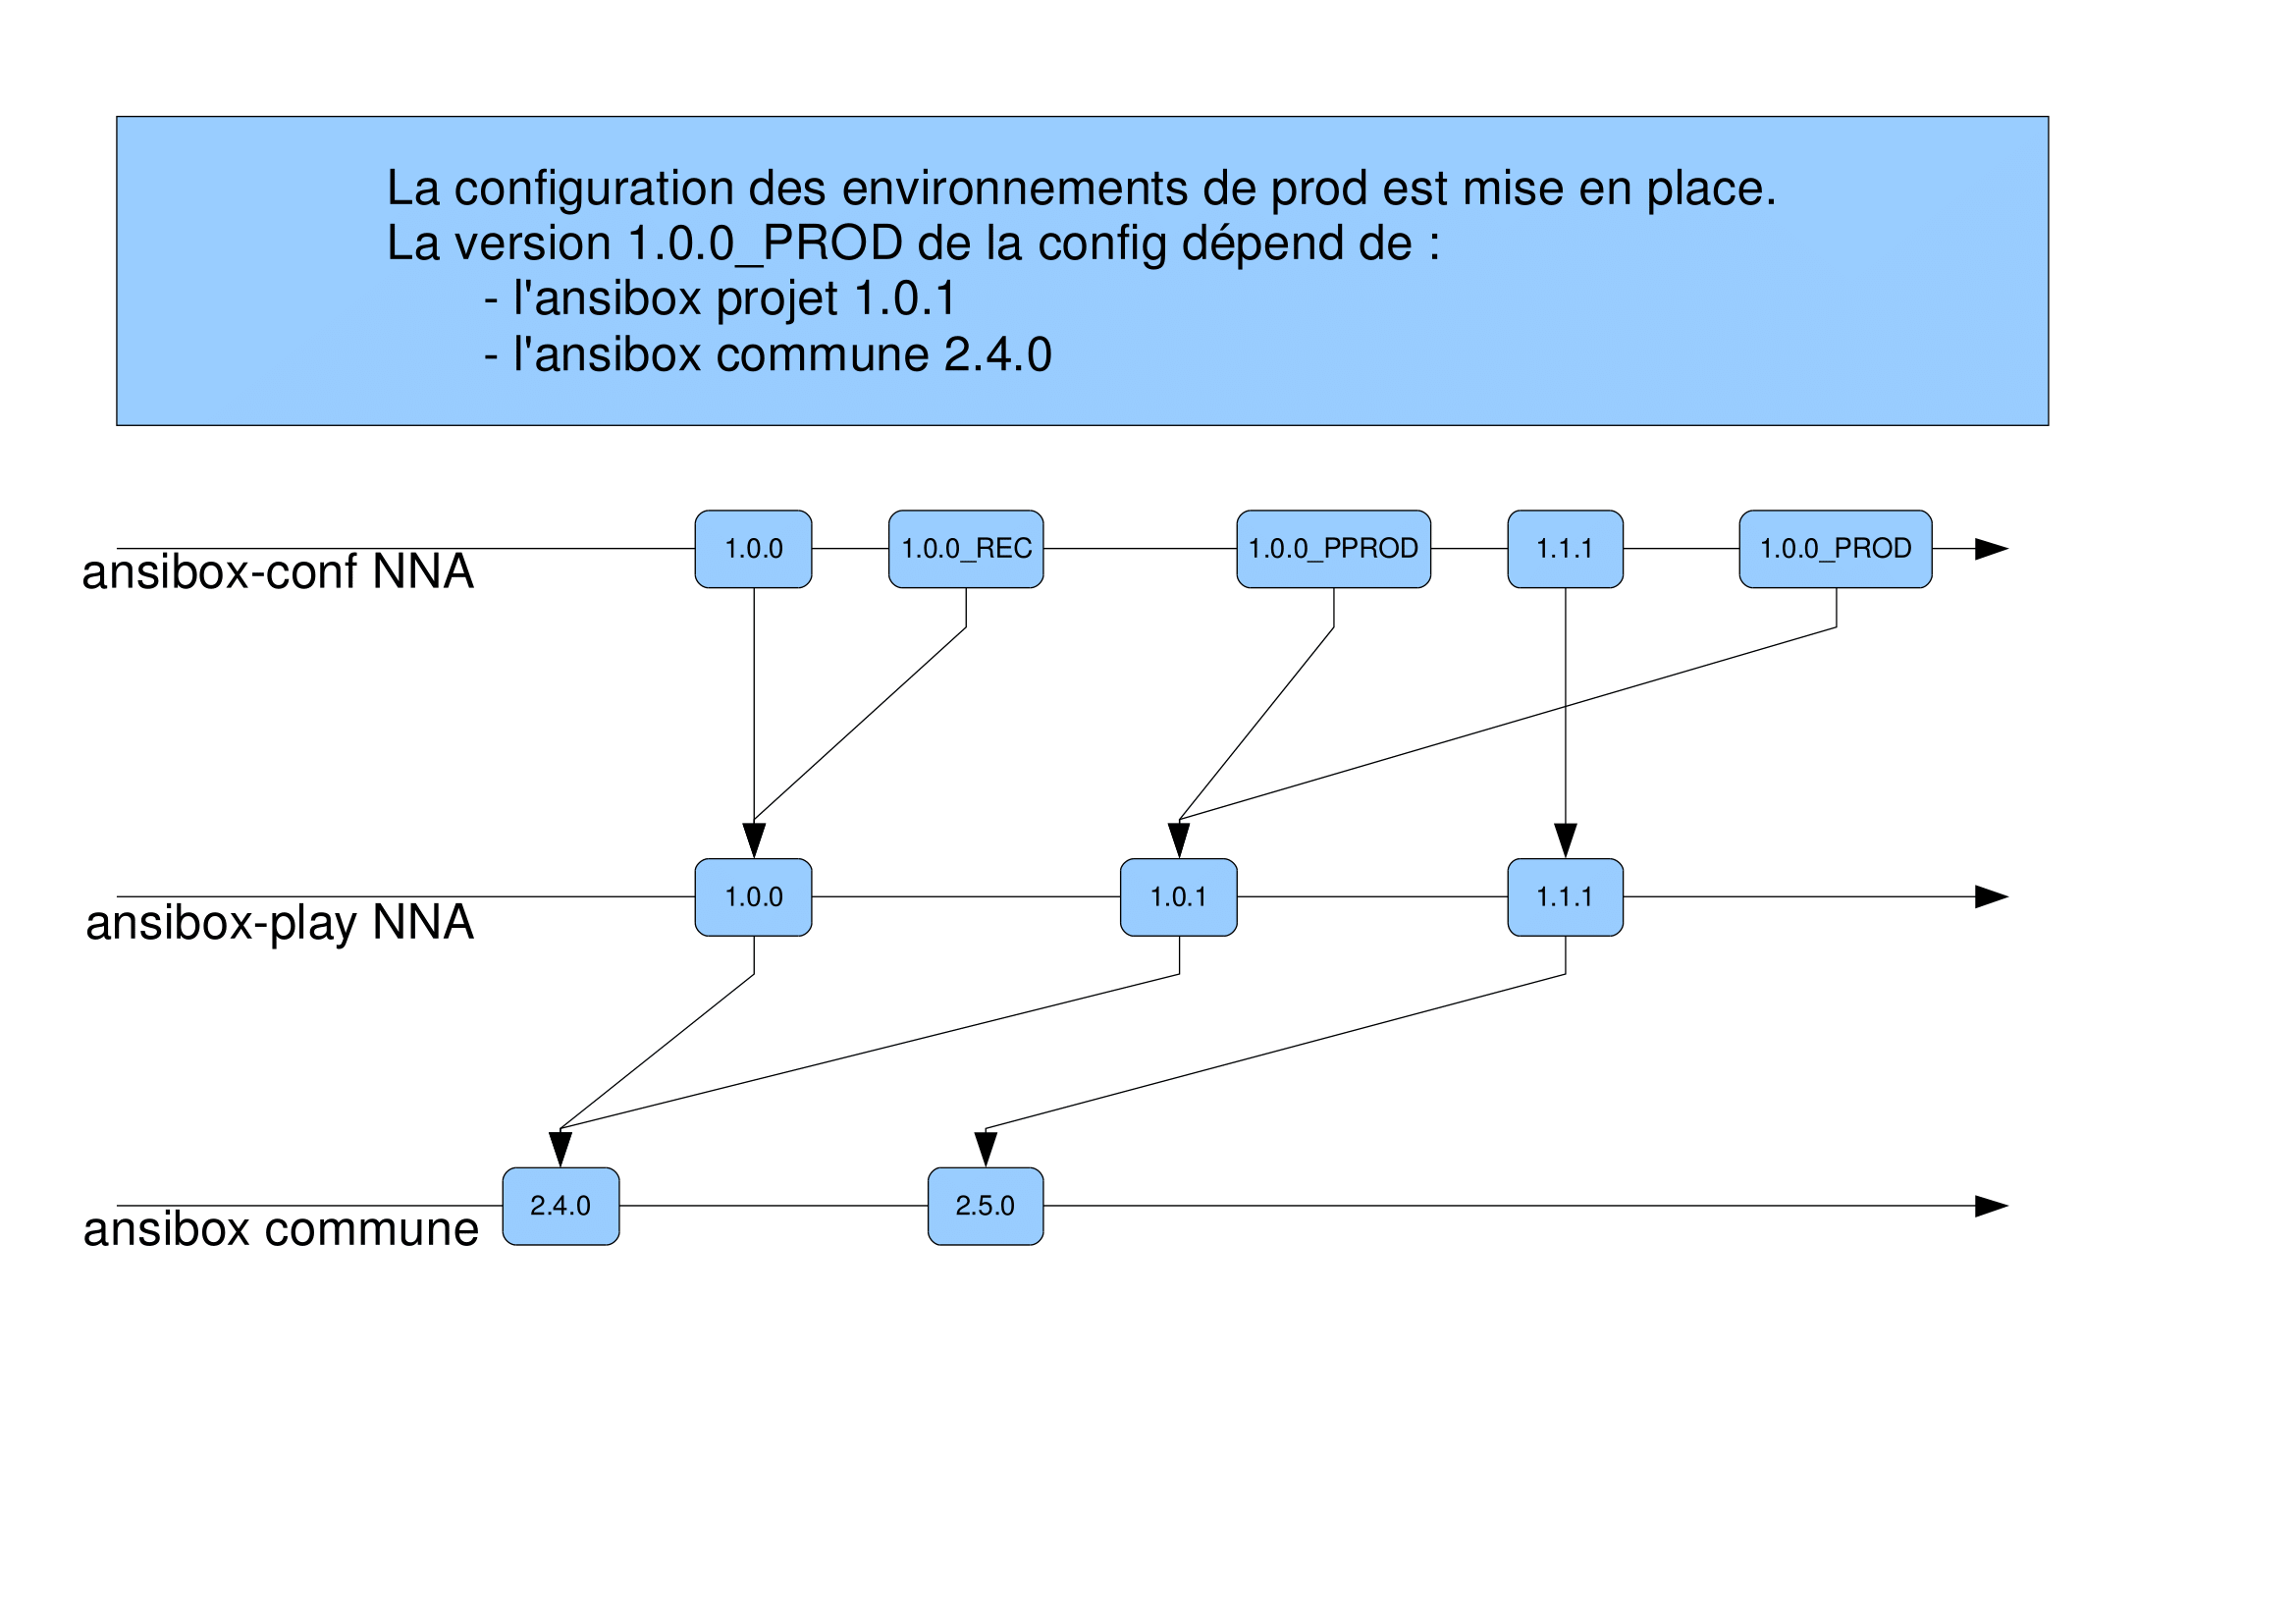 La configuration des environnements de prod est mise en place.
La version 1.0.0_PROD de la config dépend de :
- l'ansibox projet 1.0.1
- l'ansibox commune 2.4.0
1.0.0
1.0.0_REC
1.0.0_PPROD
1.1.1
1.0.0_PROD
ansibox-conf NNA
1.0.0
1.0.1
1.1.1
ansibox-play NNA
2.4.0
2.5.0
ansibox commune